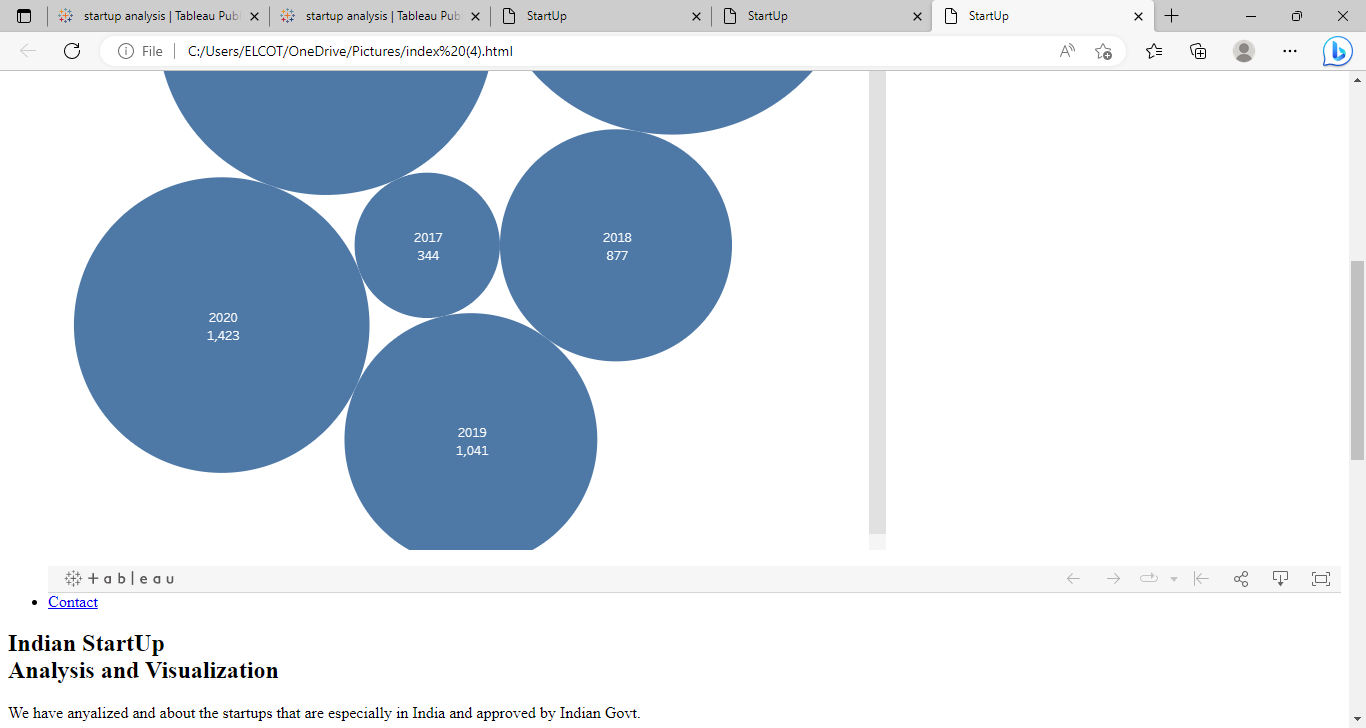 startup analysis | Tableau Pub
startup analysis | Tableau Pub
StartUp
StartUp
StartUp
File
C:/Users/ELCOT/OneDrive/Pictures/index%20(4).html
2017
344
2018
877
2020
1,423
2019
1,041
+ a b l e a u
Contact
Indian StartUp
Analysis and Visualization
We have anyalized and about the startups that are especially in India and approved by Indian Govt.